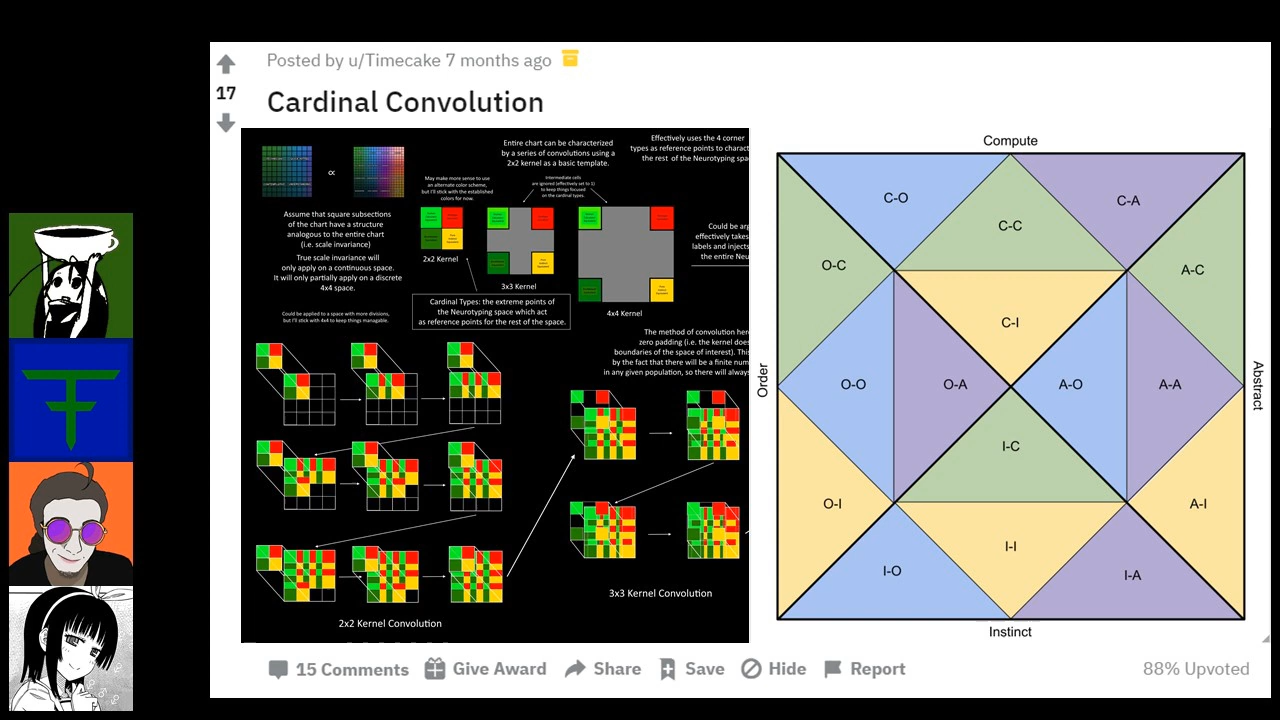 Posted by u/Timecake 7 months ago
17
Cardinal Convolution
∝
Assume that square subsections
of the chart have a structure
analogous to the entire chart
(i.e. scale invariance)
True scale invariance will
only apply on a continuous space.
It will only partially apply on a discrete
4x4 space.
Could be applied to a space with more divisions,
but I'll stick with 4x4 to keep things manageable.
May make more sense to use
an alternate color scheme,
but I'll stick with the established
colors for now.
Entire chart can be characterized
by a series of convolutions using a
2x2 kernel as a basic template.
Intermediate cells
are ignored (effectively set to 1)
to keep things focused
on the cardinal types.
Effectively uses the 4 corner
types as reference points to charact
the rest of the Neurotyping spa
2x2 Kernel
3x3 Kernel
4x4 Kernel
Could be arg
effectively takes
labels and injects
the entire Neu
Cardinal Types: the extreme points of
the Neurotyping space which act
as reference points for the rest of the space.
The method of convolution her
zero padding (i.e. the kernel does
boundaries of the space of interest). This
by the fact that there will be a finite num
in any given population, so there will always
2x2 Kernel Convolution
3x3 Kernel Convolution
Compute
C-O
C-C
C-A
O-C
A-C
C-I
Order
O-O
O-A
A-O
A-A
Abstract
I-C
O-I
A-I
I-I
I-O
I-A
Instinct
15 Comments
Give Award
Share
Save
Hide
Report
88% Upvoted